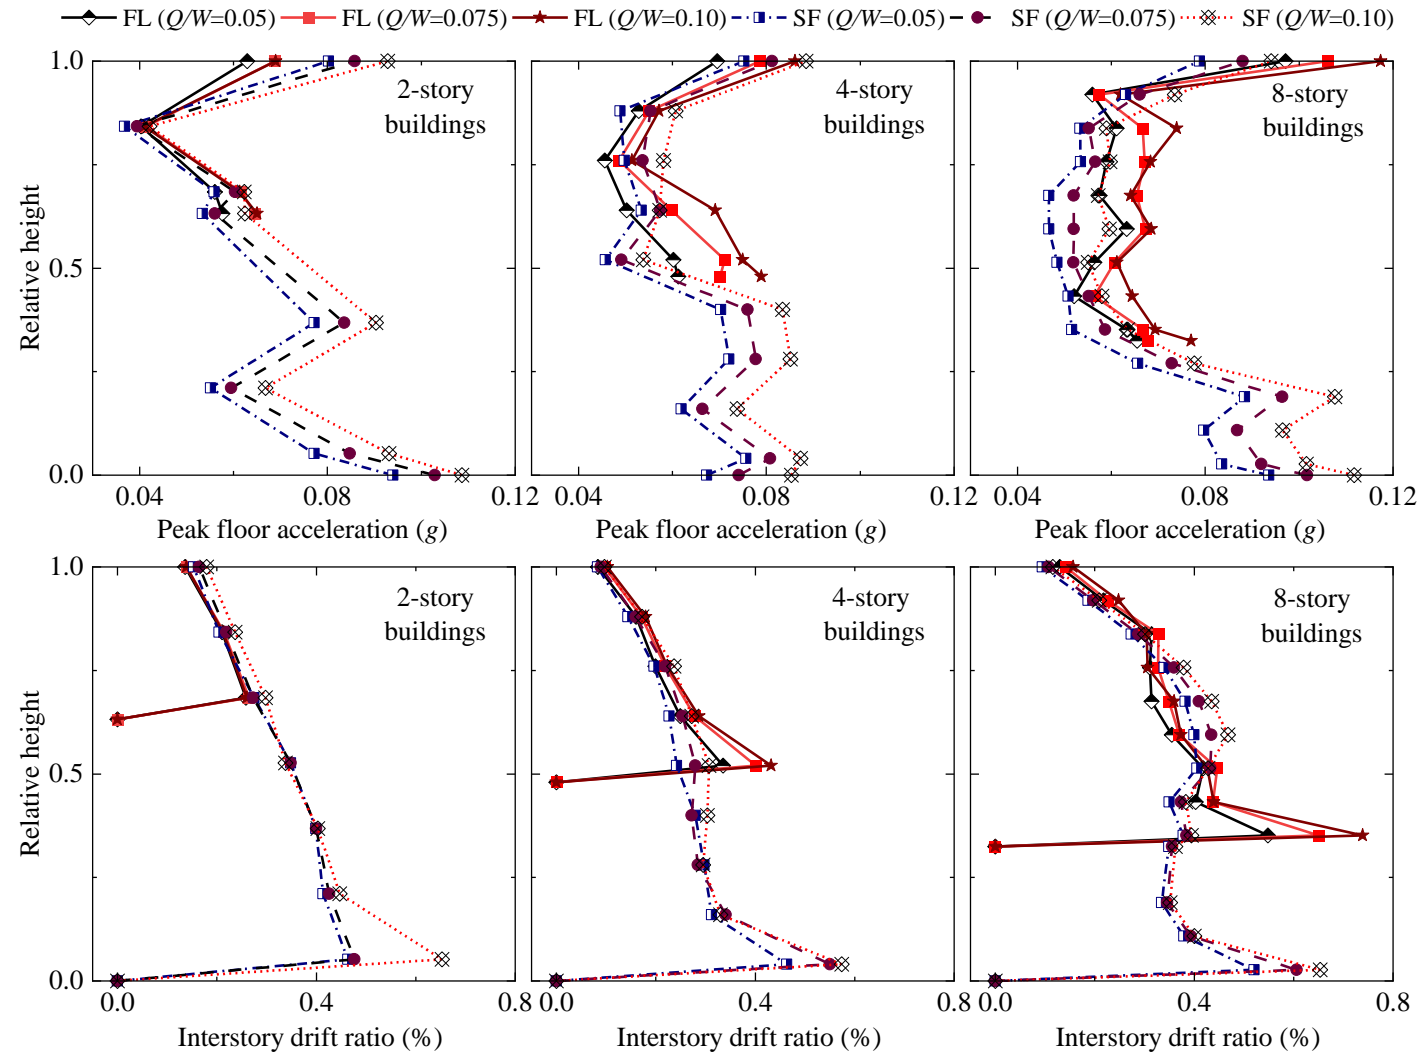 FL (Q/W=0.05) FL (Q/W=0.075) FL (Q/W=0.10) SF (Q/W=0.05) SF (Q/W=0.075) SF (Q/W=0.10)
1.0
0.5
0.0
Relative height
2-story
buildings
4-story
buildings
8-story
buildings
0.04 0.08 0.12
0.04 0.08 0.12
0.04 0.08 0.12
Peak floor acceleration (g)
Peak floor acceleration (g)
Peak floor acceleration (g)
1.0
0.5
0.0
Relative height
2-story
buildings
4-story
buildings
8-story
buildings
0.0 0.4 0.8
0.0 0.4 0.8
0.0 0.4 0.8
Interstory drift ratio (%)
Interstory drift ratio (%)
Interstory drift ratio (%)